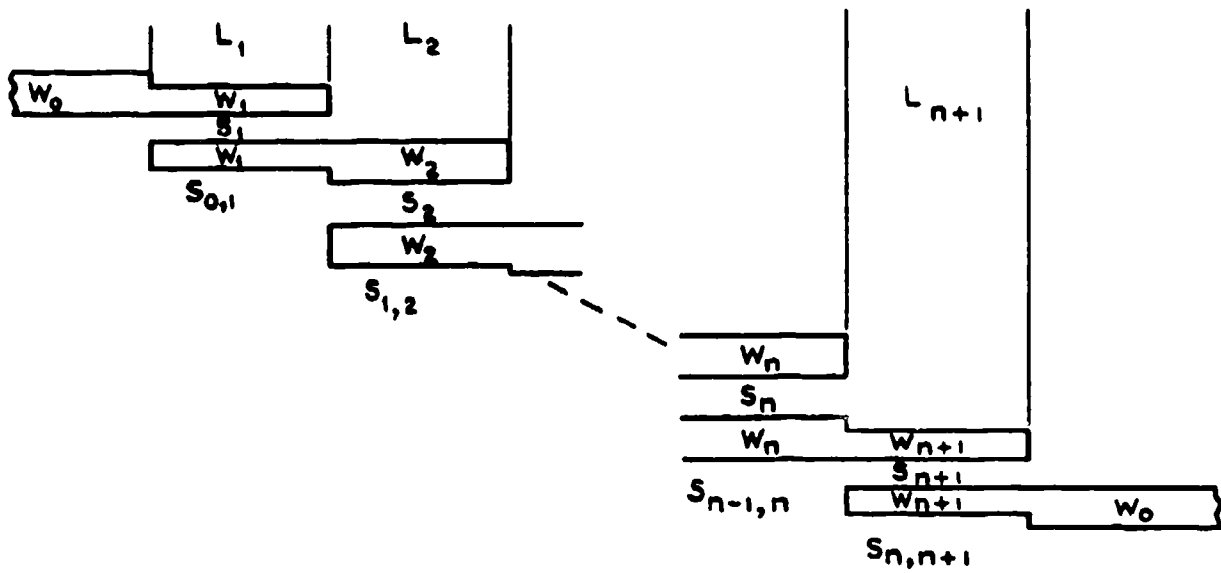 L₁ L₂
W₀ W₁
S₁
W₁ W₂
S₀,₁
S₂
W₂
S₁,₂
Lₙ₊₁
Wₙ
Sₙ
Wₙ Wₙ₊₁
Sₙ₊₁
Sₙ₋₁,ₙ Wₙ₊₁ W₀
Sₙ,ₙ₊₁